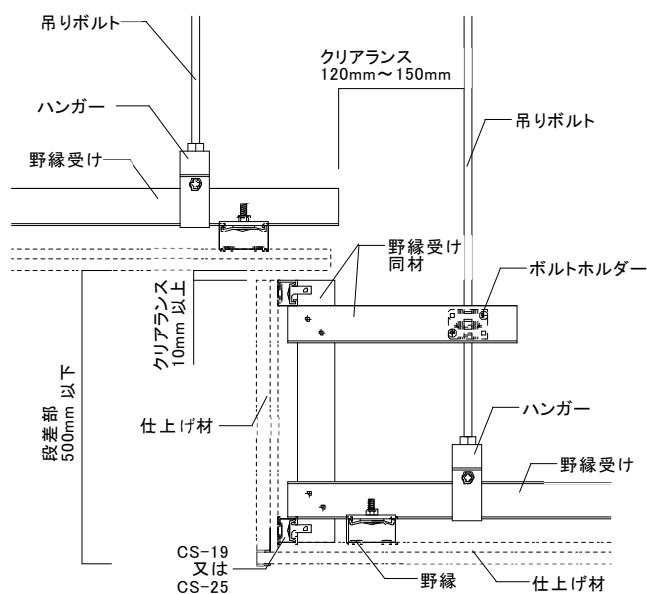 吊りボルト
クリアランス
120mm～150mm
ハンガー
吊りボルト
野縁受け
野縁受け
同材
ボルトホルダー
クリアランス
10mm 以上
段差部
500mm 以下
仕上げ材
ハンガー
野縁受け
CS-19
又は
CS-25
野縁
仕上げ材